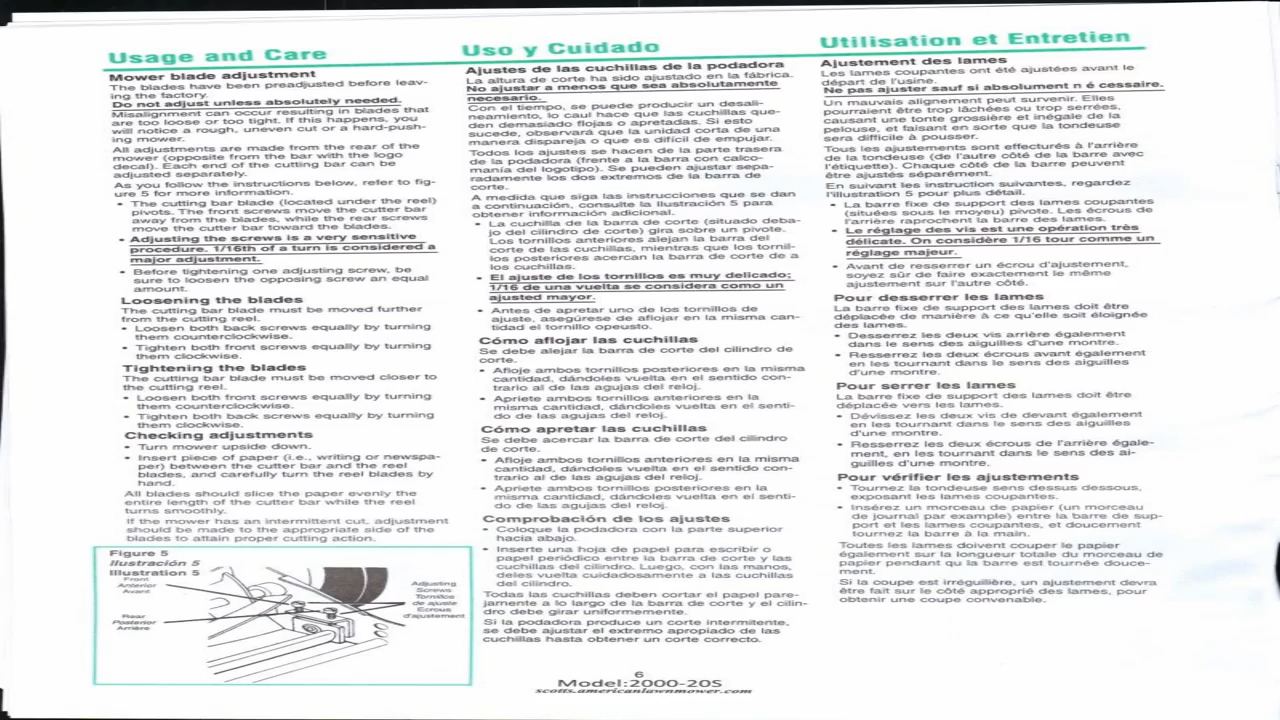 Usage and Care
Mower blade adjustment
The blades have been preadjusted before leav-
ing the factory.
Do not adjust unless absolutely needed.
Misalignment can occur resulting in blades that
are too loose or too tight. If this happens, you
will notice a rough, uneven cut or a hard-push-
ing mower.
All adjustments are made from the rear of the
mower (opposite from the bar with the logo
decal). Each end of the cutting bar can be
adjusted separately.
As you follow the instructions below, refer to fig-
ure 5 for more information.
• The cutting bar blade (located under the reel)
pivots. The front screws move the cutter bar
away from the blades, while the rear screws
move the cutter bar toward the blades.
• Adjusting the screws is a very sensitive
procedure. 1/16th of a turn is considered a
major adjustment.
• Before tightening one adjusting screw, be
sure to loosen the opposing screw an equal
amount.
Loosening the blades
The cutting bar blade must be moved further
from the cutting reel.
• Loosen both back screws equally by turning
them counterclockwise.
• Tighten both front screws equally by turning
them clockwise.
Tightening the blades
The cutting bar blade must be moved closer to
the cutting reel.
• Loosen both front screws equally by turning
them counterclockwise.
• Tighten both back screws equally by turning
them clockwise.
Checking adjustments
• Turn mower upside down.
• Insert piece of paper (i.e., writing or newspa-
per) between the cutter bar and the reel
blades, and carefully turn the reel blades by
hand.
All blades should slice the paper evenly the
entire length of the cutter bar while the reel
turns smoothly.
If the mower has an intermittent cut, adjustment
should be made to the appropriate side of the
blades to attain proper cutting action.
Figure 5
Ilustración 5
Illustration 5
Front
Anterior
Avant
Rear
Posterior
Arrière
Adjusting
Screws
Tornillos
de ajuste
Écrous
d'ajustement
Uso y Cuidado
Ajustes de las cuchillas de la podadora
La altura de corte ha sido ajustado en la fábrica.
No ajustar a menos que sea absolutamente
necesario.
Con el tiempo, se puede producir un desali-
neamiento, lo caul hace que las cuchillas que-
den demasiado flojas o apretadas. Si esto
sucede, observará que la unidad corta de una
manera dispareja o que es difícil de empujar.
Todos los ajustes se hacen de la parte trasera
de la podadora (frente a la barra con calco-
manía del logotipo). Se pueden ajustar sepa-
radamente los dos extremos de la barra de
corte.
A medida que siga las instrucciones que se dan
a continuación, consulte la Ilustración 5 para
obtener información adicional.
• La cuchilla de la barra de corte (situado deba-
jo del cilindro de corte) gira sobre un pivote.
Los tornillos anteriores alejan la barra del
corte de las cuchillas, mientras que los tornil-
los posteriores acercan la barra de corte de a
los cuchillas.
• El ajuste de los tornillos es muy delicado;
1/16 de una vuelta se considera como un
ajusted mayor.
• Antes de apretar uno de los tornillos de
ajuste, asegúrese de aflojar en la misma can-
tidad el tornillo opeusto.
Cómo aflojar las cuchillas
Se debe alejar la barra de corte del cilindro de
corte.
• Afloje ambos tornillos posteriores en la misma
cantidad, dándoles vuelta en el sentido con-
trario al de las agujas del reloj.
• Apriete ambos tornillos anteriores en la
misma cantidad, dándoles vuelta en el senti-
do de las agujas del reloj.
Cómo apretar las cuchillas
Se debe acercar la barra de corte del cilindro
de corte.
• Afloje ambos tornillos anteriores en la misma
cantidad, dándoles vuelta en el sentido con-
trario al de las agujas del reloj.
• Apriete ambos tornillos posteriores en la
misma cantidad, dándoles vuelta en el senti-
do de las agujas del reloj.
Comprobación de los ajustes
• Coloque la podadora con la parte superior
hacia abajo.
• Inserte una hoja de papel para escribir o
papel periódico entre la barra de corte y las
cuchillas del cilindro. Luego, con las manos,
deles vuelta cuidadosamente a las cuchillas
del cilindro.
Todas las cuchillas deben cortar el papel pare-
jamente a lo largo de la barra de corte y el cilin-
dro debe girar uniformemente.
Si la podadora produce un corte intermitente,
se debe ajustar el extremo apropiado de las
cuchillas hasta obtener un corte correcto.
Utilisation et Entretien
Ajustement des lames
Les lames coupantes ont été ajustées avant le
départ de l'usine.
Ne pas ajuster sauf si absolument n é cessaire.
Un mauvais alignement peut survenir. Elles
pourraient être trop lâchées ou trop serrées,
causant une tonte grossière et inégale de la
pelouse, et faisant en sorte que la tondeuse
sera difficile à pousser.
Tous les ajustements sont effecturés à l'arrière
de la tondeuse (de l'autre côté de la barre avec
l'étiquette). Chaque côté de la barre peuvent
être ajustés séparément.
En suivant les instruction suivantes, regardez
l'illustration 5 pour plus détail.
• La barre fixe de support des lames coupantes
(situées sous le moyeu) pivote. Les écrous de
l'arrière raprochent la barre des lames.
• Le réglage des vis est une opération très
délicate. On considère 1/16 tour comme un
réglage majeur.
• Avant de resserrer un écrou d'ajustement,
soyez sûr de faire exactement le même
ajustement sur l'autre côté.
Pour desserrer les lames
La barre fixe de support des lames doit être
déplacée de manière à ce qu'elle soit éloignée
des lames.
• Desserrez les deux vis arrière également
dans le sens des aiguilles d'une montre.
• Resserrez les deux écrous avant également
en les tournant dans le sens des aiguilles
d'une montre.
Pour serrer les lames
La barre fixe de support des lames doit être
déplacée vers les lames.
• Dévissez les deux vis de devant également
en les tournant dans le sens des aiguilles
d'une montre.
• Resserrez les deux écrous de l'arrière égale-
ment, en les tournant dans le sens des ai-
guilles d'une montre.
Pour vérifier les ajustements
• Tournez la tondeuse sens dessus dessous,
exposant les lames coupantes.
• Insérez un morceau de papier (un morceau
de journal par example) entre la barre de sup-
port et les lames coupantes, et doucement
tournez la barre à la main.
Toutes les lames doivent couper le papier
également sur la longueur totale du morceau de
papier pendant qu la barre est tournée douce-
ment.
Si la coupe est irréguillière, un ajustement devra
être fait sur le côté approprié des lames, pour
obtenir une coupe convenable.
6
Model:2000-20S
scotts.americanlawnmower.com